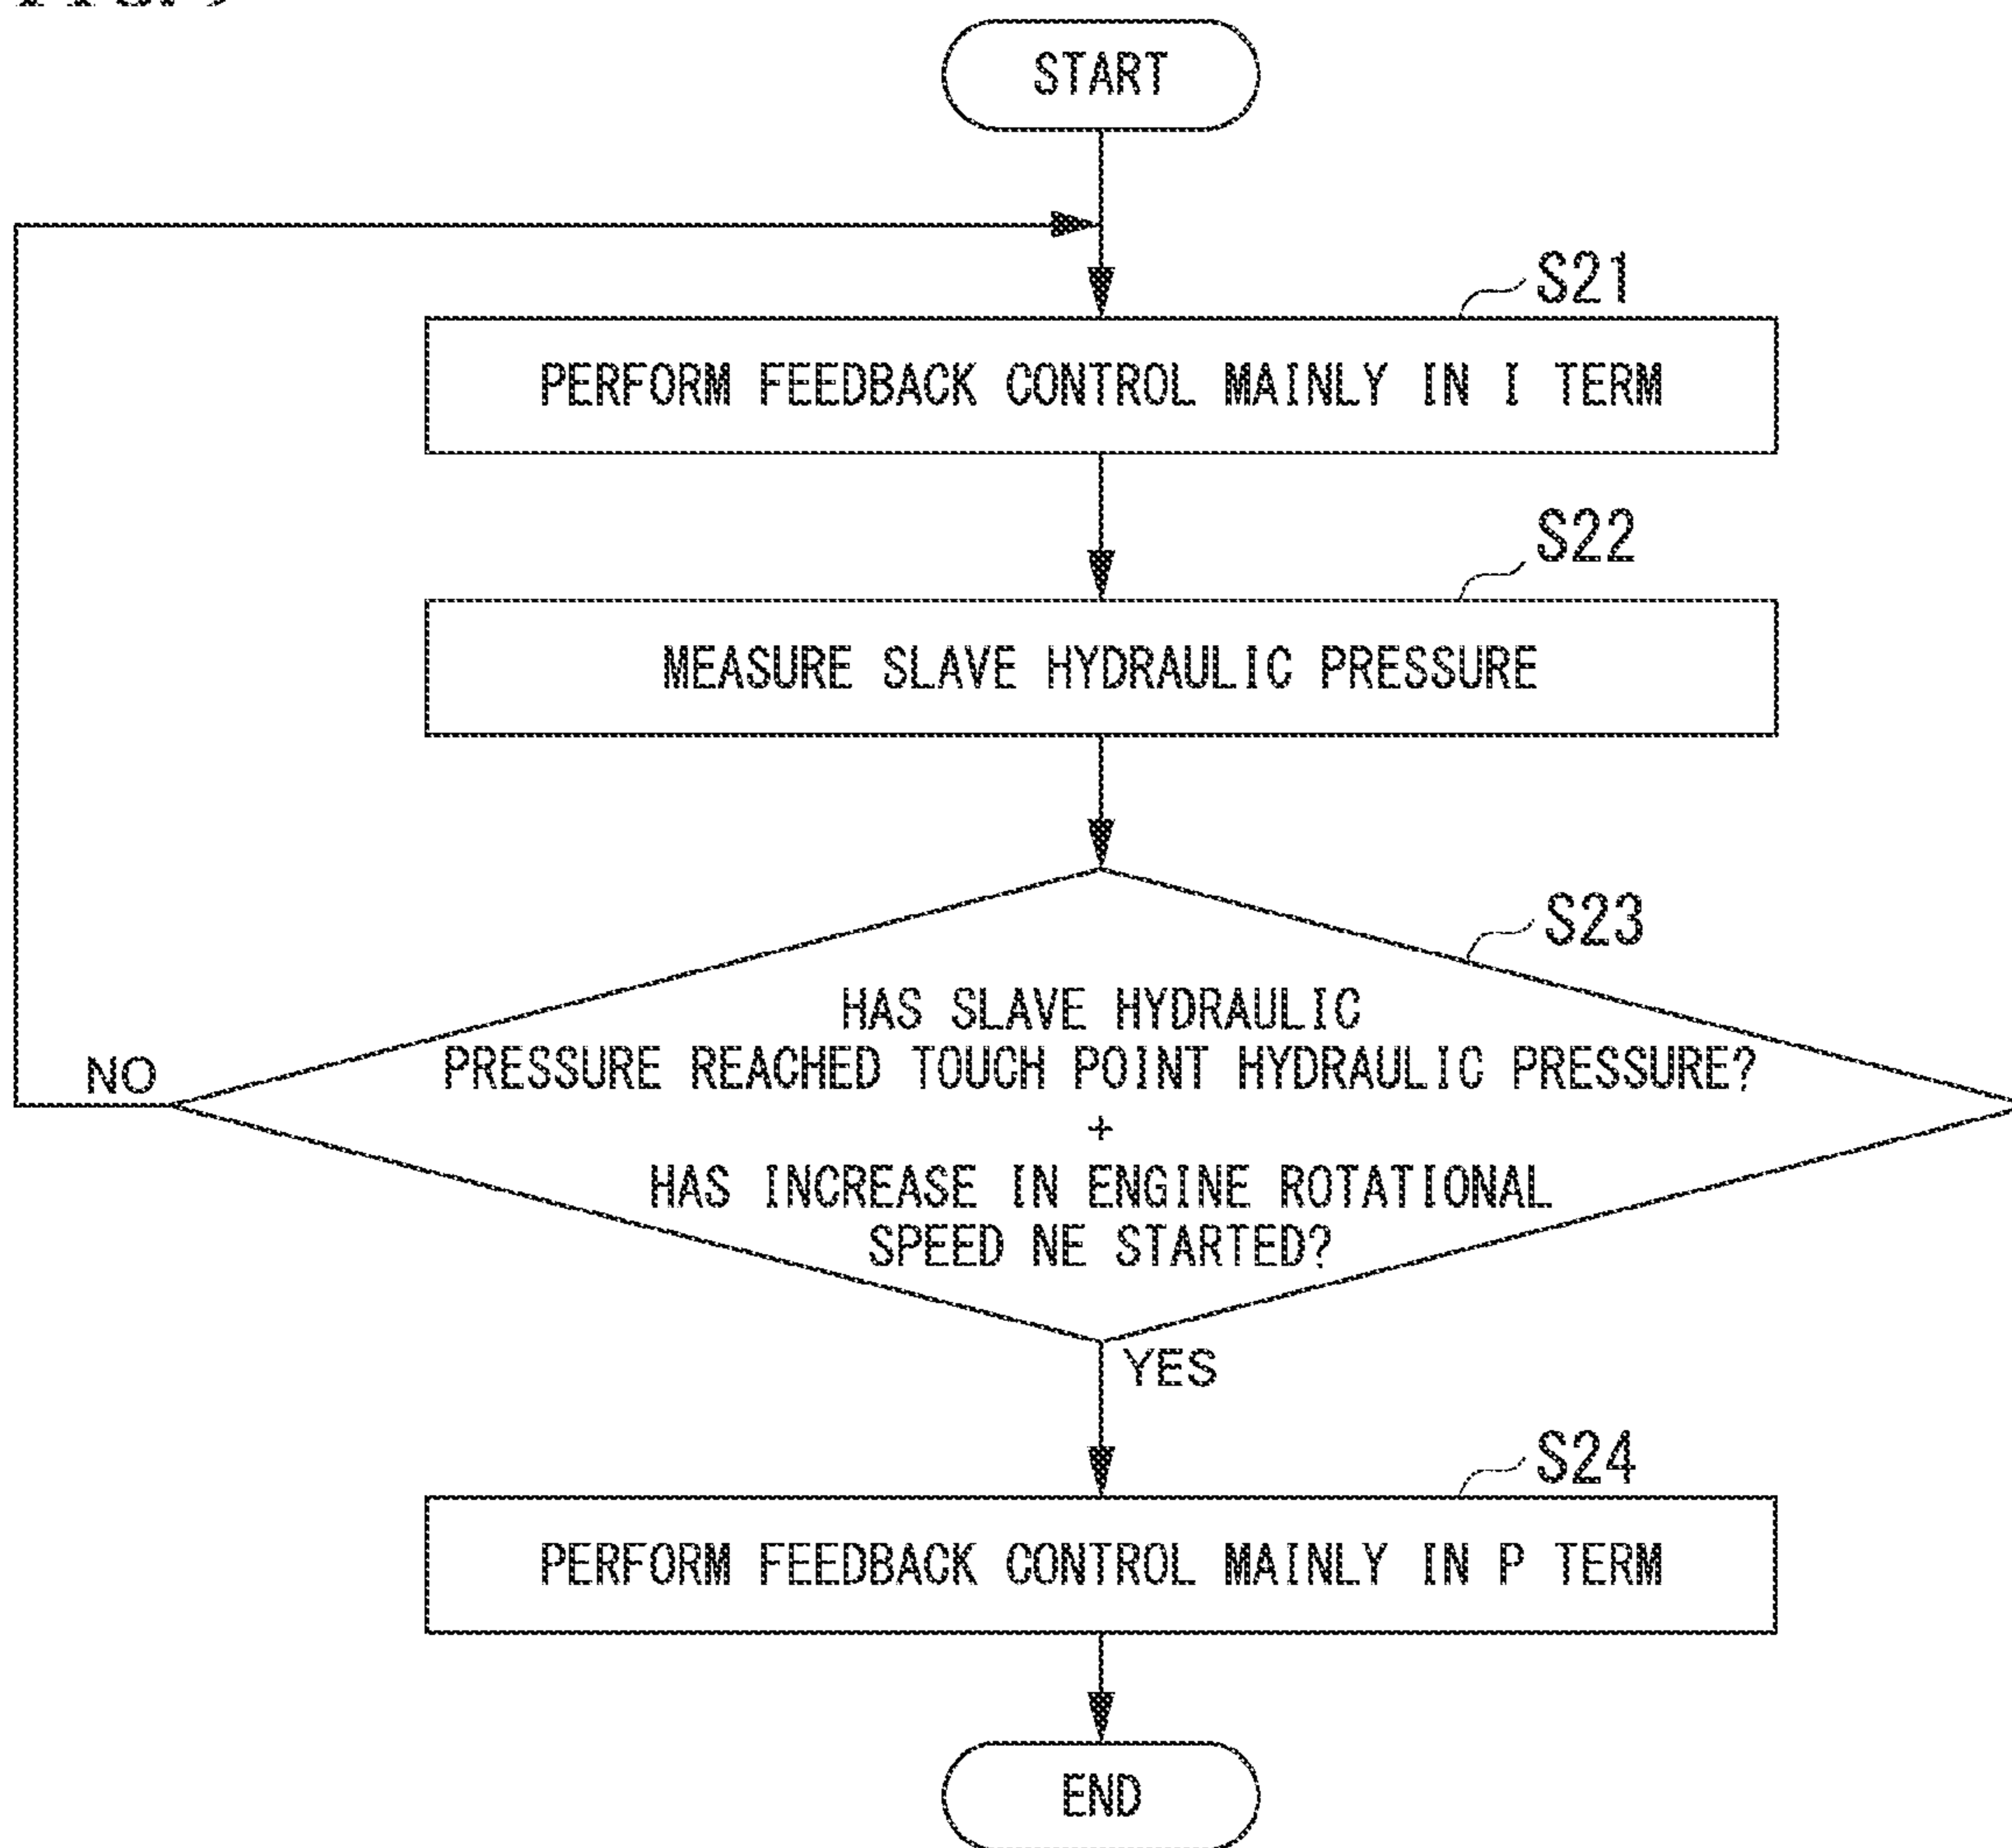 START
S21
PERFORM FEEDBACK CONTROL MAINLY IN I TERM
S22
MEASURE SLAVE HYDRAULIC PRESSURE
S23
HAS SLAVE HYDRAULIC
PRESSURE REACHED TOUCH POINT HYDRAULIC PRESSURE?
+
HAS INCREASE IN ENGINE ROTATIONAL
SPEED NE STARTED?
NO
YES
S24
PERFORM FEEDBACK CONTROL MAINLY IN P TERM
END